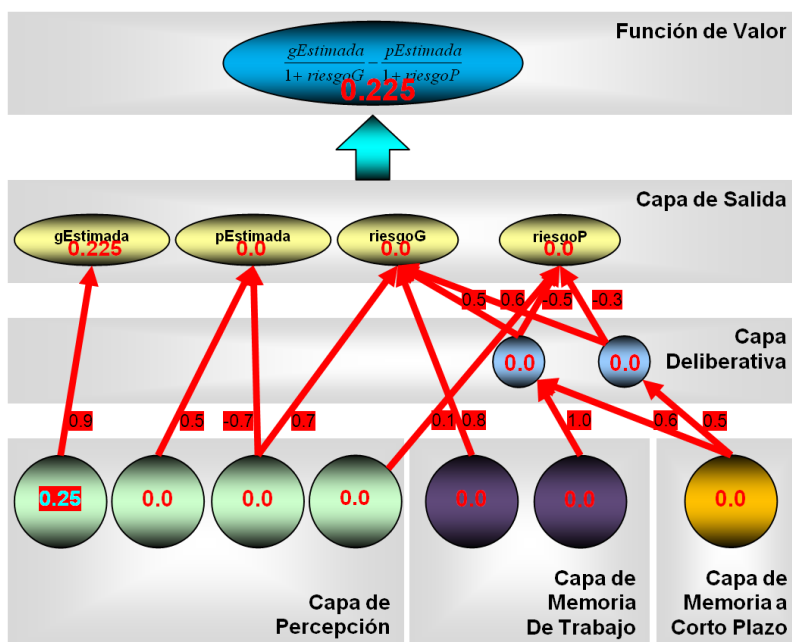 Función de Valor
gEstimada pEstimada
1+ riesgoG − 1+ riesgoP
0.225
Capa de Salida
gEstimada pEstimada riesgoG riesgoP
0.225 0.0 0.0 0.0
0.5 0.6 -0.5 -0.3
Capa
Deliberativa
0.0 0.0
0.9 0.5 -0.7 0.7 0.1 0.8 1.0 0.6 0.5
0.25 0.0 0.0 0.0 0.0 0.0 0.0
Capa de
Percepción
Capa de
Memoria
De Trabajo
Capa de
Memoria a
Corto Plazo